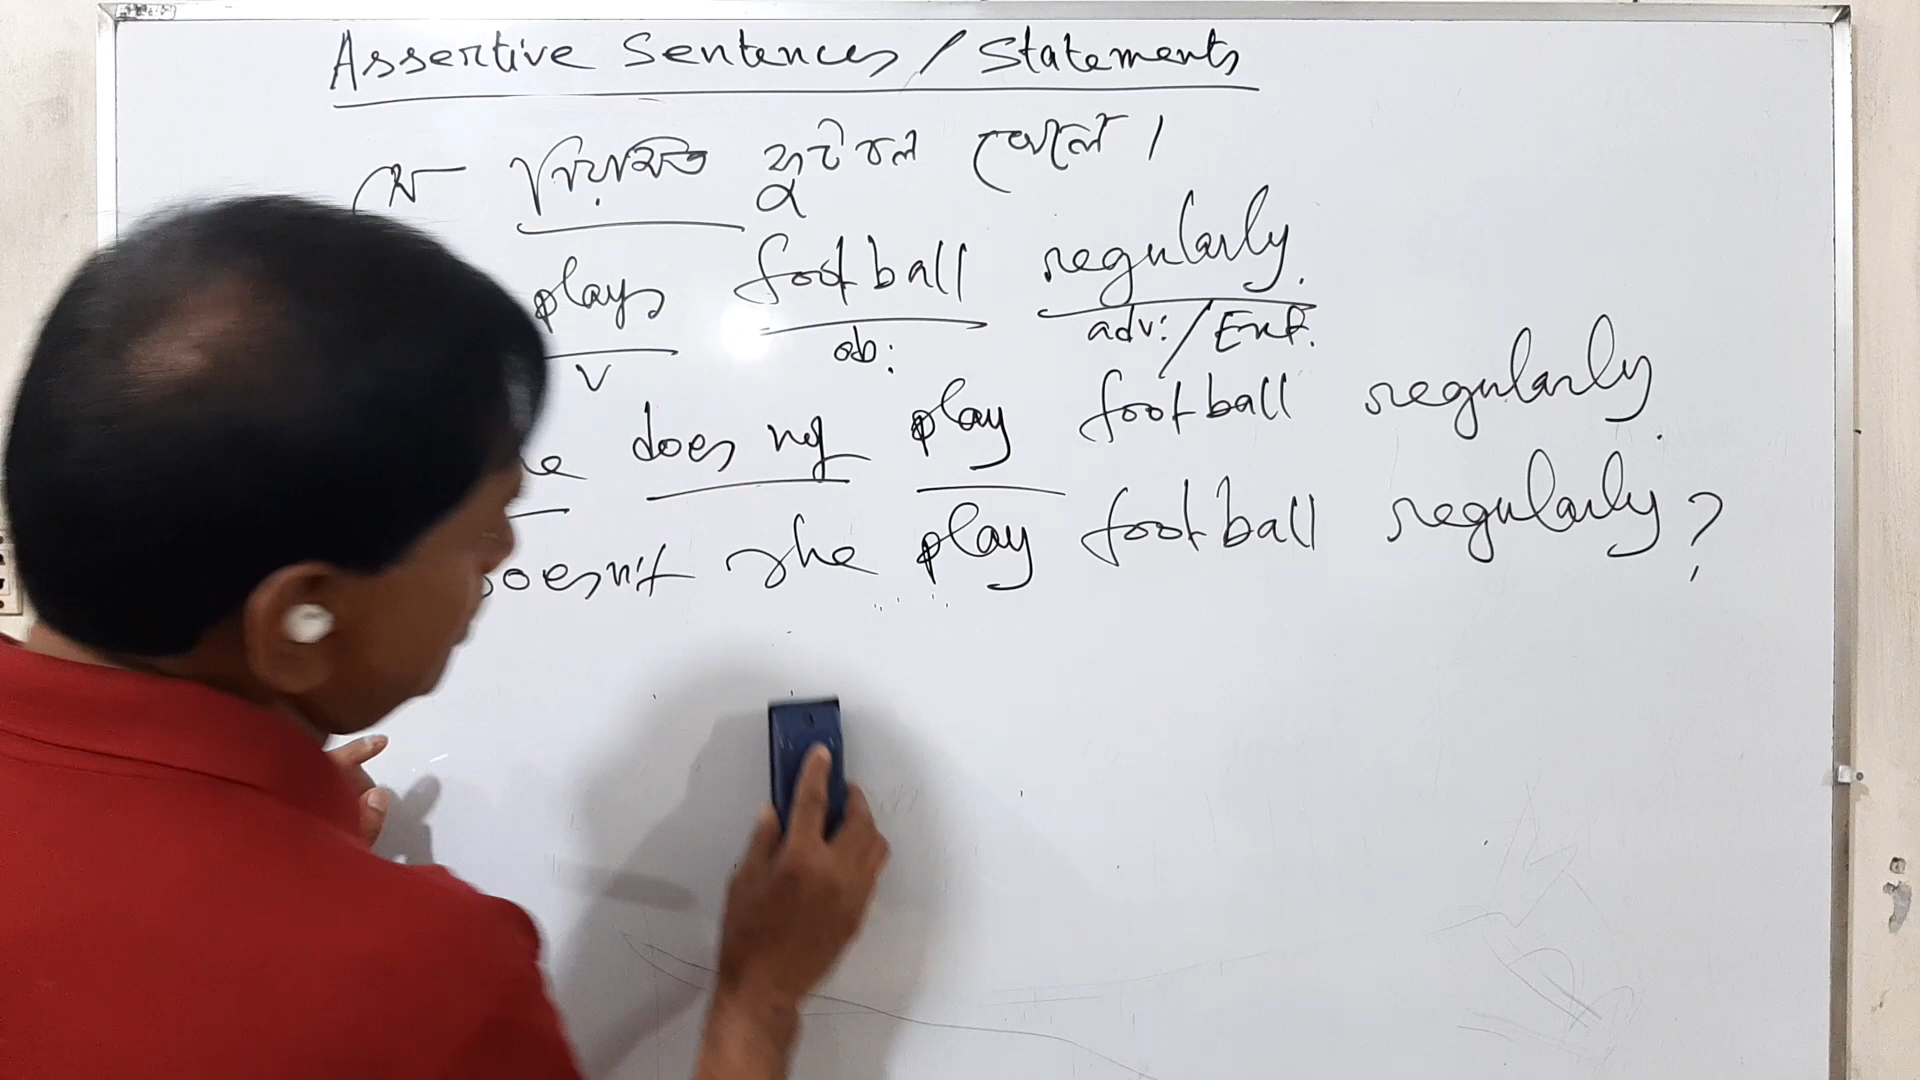 Assertive Sentences / Statements
সে নিয়মিত ফুটবল খেলে ।
plays football regularly.
V ob: adv:/Ext.
does not play football regularly.
Doesn't she play football regularly?